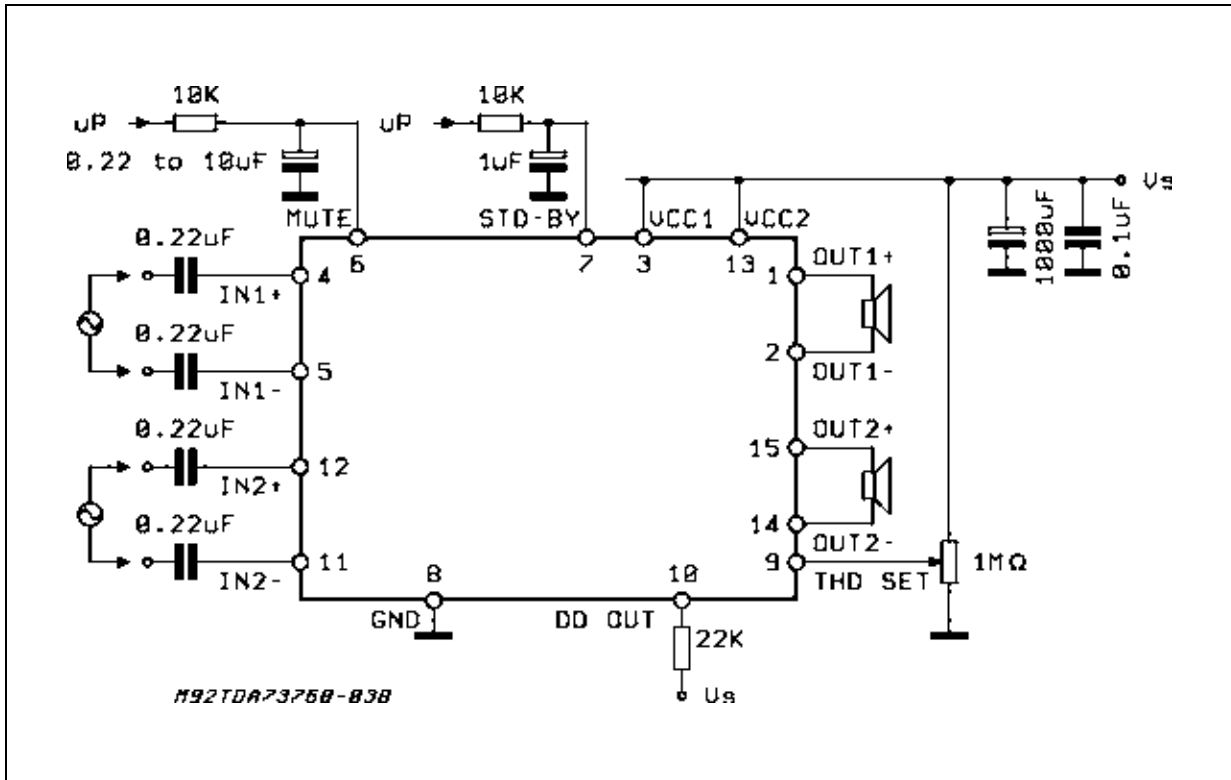 10K
10K
uP
uP
0.22 to 10uF
1uF
Vs
MUTE
STD-BY
VCC1
VCC2
1000uF
0.1uF
0.22uF
6
7
3
13
4
1
OUT1+
IN1+
0.22uF
5
2
OUT1-
IN1-
0.22uF
OUT2+
12
15
IN2+
0.22uF
14
OUT2-
11
9
THD SET
1MΩ
IN2-
8
10
GND
DD OUT
22K
Vs
M92TDA7376B-03B